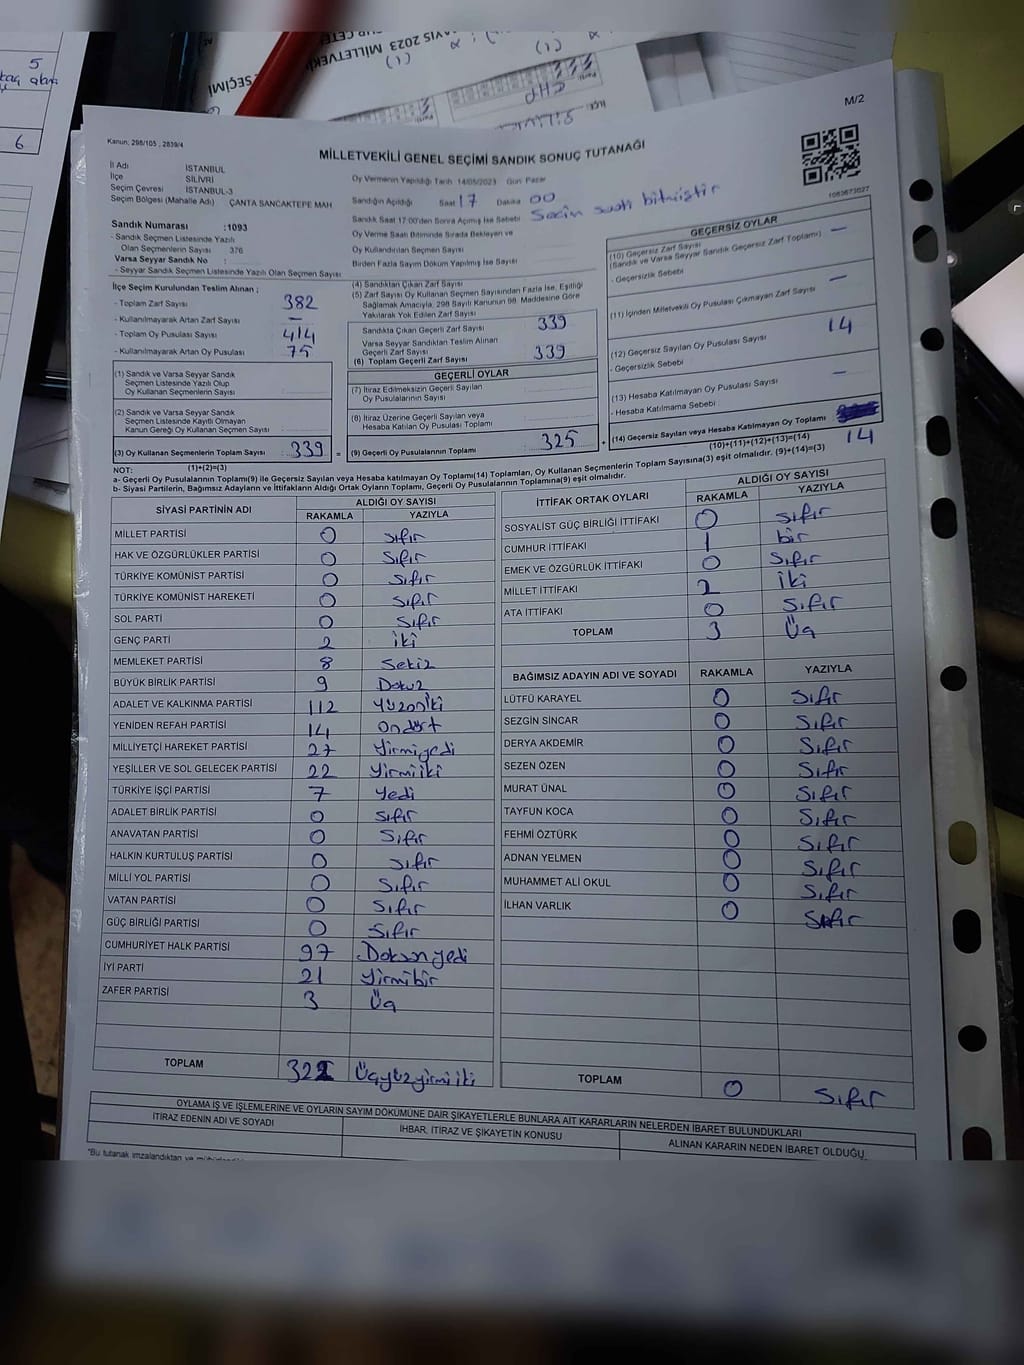 5
6
M/2
Kanun: 298/105 , 2839/4
MİLLETVEKİLİ GENEL SEÇİMİ SANDIK SONUÇ TUTANAĞI
1063673027
İl Adı İSTANBUL
İlçe SİLİVRİ
Seçim Çevresi İSTANBUL-3
Seçim Bölgesi (Mahalle Adı) ÇANTA SANCAKTEPE MAH
Sandık Numarası :1093
- Sandık Seçmen Listesinde Yazılı
Olan Seçmenlerin Sayısı 376
Varsa Seyyar Sandık No :
- Seyyar Sandık Seçmen Listesinde Yazılı Olan Seçmen Sayısı
Oy Vermenin Yapıldığı Tarih 14/05/2023 Gün: Pazar
Sandığın Açıldığı Saat 17 Dakika 00
Sandık Saat 17:00'den Sonra Açılmış İse Sebebi Seçim saati bitmiştir
Oy Verme Saati Bitiminde Sırada Bekleyen ve
Oy Kullandırılan Seçmen Sayısı
Birden Fazla Sayım Döküm Yapılmış İse Sayısı
İlçe Seçim Kurulundan Teslim Alınan ;
- Toplam Zarf Sayısı 382
- Kullanılmayarak Artan Zarf Sayısı —
- Toplam Oy Pusulası Sayısı 414
- Kullanılmayarak Artan Oy Pusulası 75
(1) Sandık ve Varsa Seyyar Sandık
Seçmen Listesinde Yazılı Olup
Oy Kullanan Seçmenlerin Sayısı :
(2) Sandık ve Varsa Seyyar Sandık
Seçmen Listesinde Kayıtlı Olmayan
Kanun Gereği Oy Kullanan Seçmen Sayısı :
(3) Oy Kullanan Seçmenlerin Toplam Sayısı 339 =
(1)+(2)=(3)
(4) Sandıktan Çıkan Zarf Sayısı
(5) Zarf Sayısı Oy Kullanan Seçmen Sayısından Fazla İse, Eşitliği
Sağlamak Amacıyla, 298 Sayılı Kanunun 98. Maddesine Göre
Yakılarak Yok Edilen Zarf Sayısı
Sandıkta Çıkan Geçerli Zarf Sayısı 339
Varsa Seyyar Sandıktan Teslim Alınan
Geçerli Zarf Sayısı
(6) Toplam Geçerli Zarf Sayısı 339
GEÇERLİ OYLAR
(7) İtiraz Edilmeksizin Geçerli Sayılan
Oy Pusulalarının Sayısı
(8) İtiraz Üzerine Geçerli Sayılan veya
Hesaba Katılan Oy Pusulası Toplamı
(9) Geçerli Oy Pusulalarının Toplamı 325 +
GEÇERSİZ OYLAR
(10) Geçersiz Zarf Sayısı —
(Sandık ve Varsa Seyyar Sandık Geçersiz Zarf Toplamı)
- Geçersizlik Sebebi
(11) İçinden Milletvekili Oy Pusulası Çıkmayan Zarf Sayısı —
(12) Geçersiz Sayılan Oy Pusulası Sayısı 14
- Geçersizlik Sebebi
(13) Hesaba Katılmayan Oy Pusulası Sayısı —
- Hesaba Katılmama Sebebi :
(14) Geçersiz Sayılan veya Hesaba Katılmayan Oy Toplamı 14
(10)+(11)+(12)+(13)=(14)
NOT:
a- Geçerli Oy Pusulalarının Toplamı(9) ile Geçersiz Sayılan veya Hesaba katılmayan Oy Toplamı(14) Toplamları, Oy Kullanan Seçmenlerin Toplam Sayısına(3) eşit olmalıdır. (9)+(14)=(3)
b- Siyasi Partilerin, Bağımsız Adayların ve İttifakların Aldığı Ortak Oyların Toplamı, Geçerli Oy Pusulalarının Toplamına(9) eşit olmalıdır.
SİYASİ PARTİNİN ADI ALDIĞI OY SAYISI
RAKAMLA YAZIYLA
MİLLET PARTİSİ 0 sıfır
HAK VE ÖZGÜRLÜKLER PARTİSİ 0 sıfır
TÜRKİYE KOMÜNİST PARTİSİ 0 sıfır
TÜRKİYE KOMÜNİST HAREKETİ 0 sıfır
SOL PARTİ 0 sıfır
GENÇ PARTİ 2 iki
MEMLEKET PARTİSİ 8 sekiz
BÜYÜK BİRLİK PARTİSİ 9 Dokuz
ADALET VE KALKINMA PARTİSİ 112 Yüzoniki
YENİDEN REFAH PARTİSİ 14 Ondört
MİLLİYETÇİ HAREKET PARTİSİ 27 Yirmiyedi
YEŞİLLER VE SOL GELECEK PARTİSİ 22 Yirmiiki
TÜRKİYE İŞÇİ PARTİSİ 7 Yedi
ADALET BİRLİK PARTİSİ 0 sıfır
ANAVATAN PARTİSİ 0 sıfır
HALKIN KURTULUŞ PARTİSİ 0 sıfır
MİLLİ YOL PARTİSİ 0 sıfır
VATAN PARTİSİ 0 sıfır
GÜÇ BİRLİĞİ PARTİSİ 0 sıfır
CUMHURİYET HALK PARTİSİ 97 Doksanyedi
İYİ PARTİ 21 Yirmibir
ZAFER PARTİSİ 3 Üç
TOPLAM 322 Üçyüzyirmiiki
İTTİFAK ORTAK OYLARI ALDIĞI OY SAYISI
RAKAMLA YAZIYLA
SOSYALİST GÜÇ BİRLİĞİ İTTİFAKI 0 sıfır
CUMHUR İTTİFAKI 1 bir
EMEK VE ÖZGÜRLÜK İTTİFAKI 0 sıfır
MİLLET İTTİFAKI 2 iki
ATA İTTİFAKI 0 sıfır
TOPLAM 3 Üç
BAĞIMSIZ ADAYIN ADI VE SOYADI RAKAMLA YAZIYLA
LÜTFÜ KARAYEL 0 sıfır
SEZGİN SİNCAR 0 sıfır
DERYA AKDEMİR 0 sıfır
SEZEN ÖZEN 0 sıfır
MURAT ÜNAL 0 sıfır
TAYFUN KOCA 0 sıfır
FEHMİ ÖZTÜRK 0 sıfır
ADNAN YELMEN 0 sıfır
MUHAMMET ALİ OKUL 0 sıfır
İLHAN VARLIK 0 sıfır
TOPLAM 0 sıfır
OYLAMA İŞ VE İŞLEMLERİNE VE OYLARIN SAYIM DÖKÜMÜNE DAİR ŞİKAYETLERLE BUNLARA AİT KARARLARIN NELERDEN İBARET BULUNDUKLARI
İTİRAZ EDENİN ADI VE SOYADI İHBAR, İTİRAZ VE ŞİKAYETİN KONUSU ALINAN KARARIN NEDEN İBARET OLDUĞU
"Bu tutanak imzalandıktan ve